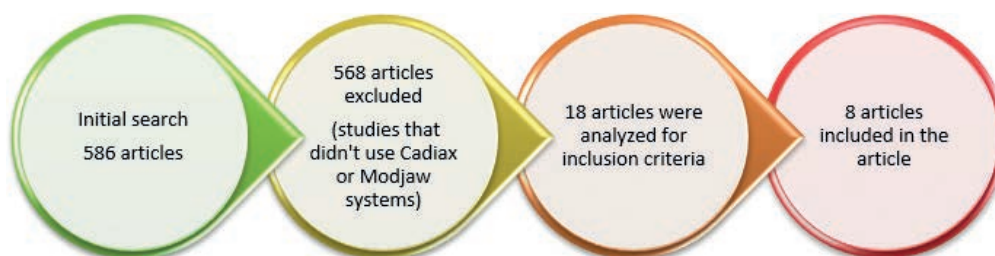 Initial search
586 articles
568 articles
excluded
(studies that
didn't use Cadiax
or Modjaw
systems)
18 articles were
analyzed for
inclusion criteria
8 articles
included in the
article